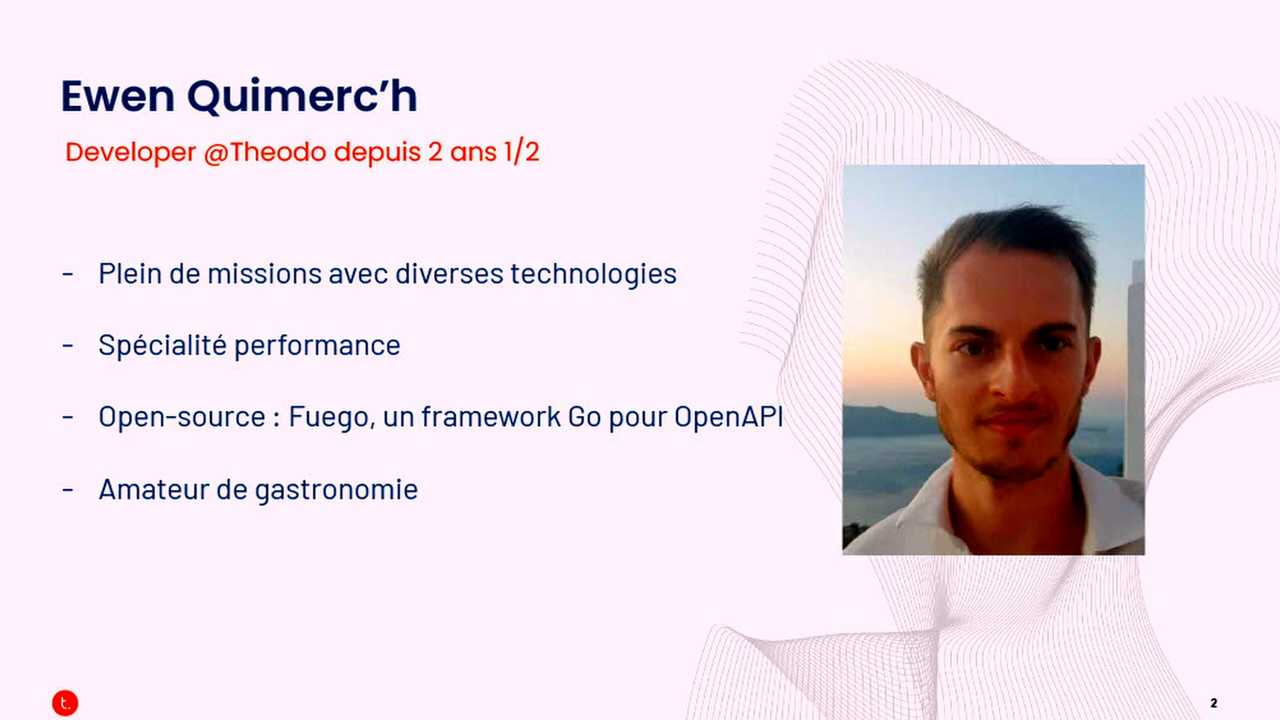 Ewen Quimerc’h
Developer @Theodo depuis 2 ans 1/2
- Plein de missions avec diverses technologies
- Spécialité performance
- Open-source : Fuego, un framework Go pour OpenAPI
- Amateur de gastronomie
t.
2